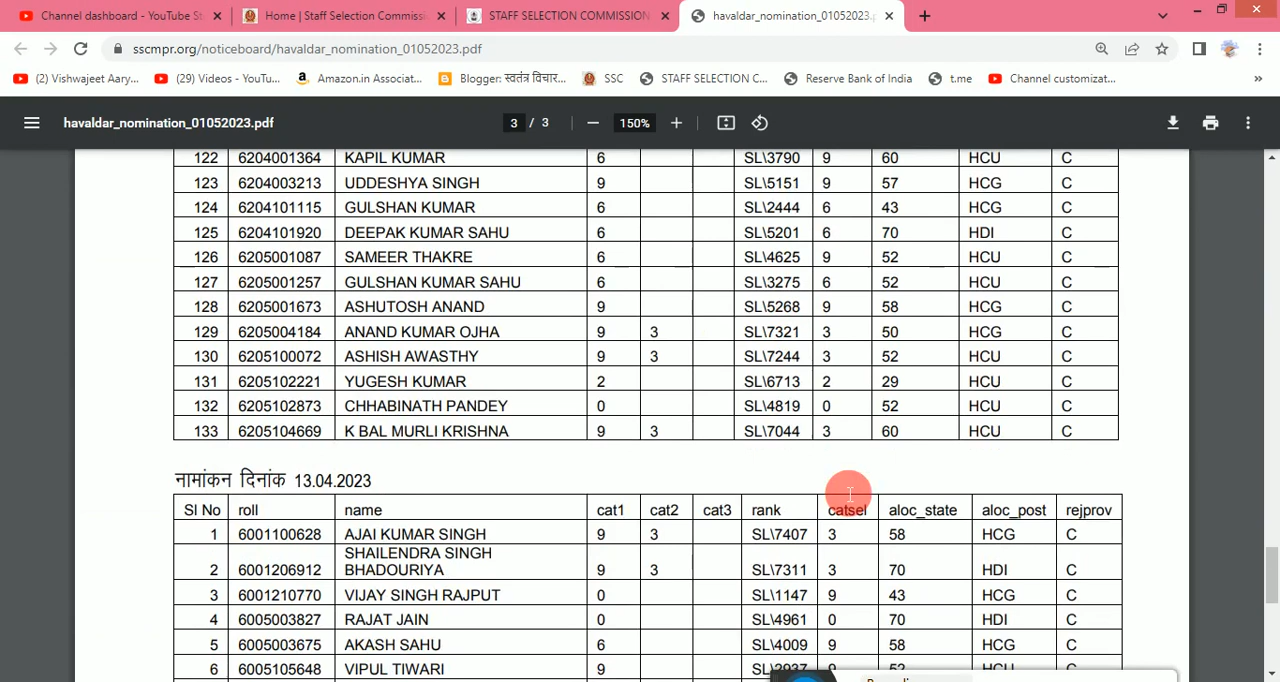 Channel dashboard - YouTube St
Home | Staff Selection Commissi
STAFF SELECTION COMMISSION
havaldar_nomination_01052023.p
sscmpr.org/noticeboard/havaldar_nomination_01052023.pdf
(2) Vishwajeet Aary...
(29) Videos - YouTu...
Amazon.in Associat...
Blogger: स्वतंत्र विचार...
SSC
STAFF SELECTION C...
Reserve Bank of India
t.me
Channel customizat...
»
havaldar_nomination_01052023.pdf
3 / 3
150%
122 6204001364 KAPIL KUMAR 6 SL\3790 9 60 HCU C
123 6204003213 UDDESHYA SINGH 9 SL\5151 9 57 HCG C
124 6204101115 GULSHAN KUMAR 6 SL\2444 6 43 HCG C
125 6204101920 DEEPAK KUMAR SAHU 6 SL\5201 6 70 HDI C
126 6205001087 SAMEER THAKRE 6 SL\4625 9 52 HCU C
127 6205001257 GULSHAN KUMAR SAHU 6 SL\3275 6 52 HCU C
128 6205001673 ASHUTOSH ANAND 9 SL\5268 9 58 HCG C
129 6205004184 ANAND KUMAR OJHA 9 3 SL\7321 3 50 HCG C
130 6205100072 ASHISH AWASTHY 9 3 SL\7244 3 52 HCU C
131 6205102221 YUGESH KUMAR 2 SL\6713 2 29 HCU C
132 6205102873 CHHABINATH PANDEY 0 SL\4819 0 52 HCU C
133 6205104669 K BAL MURLI KRISHNA 9 3 SL\7044 3 60 HCU C
नामांकन दिनांक 13.04.2023
Sl No roll name cat1 cat2 cat3 rank catsel aloc_state aloc_post rejprov
1 6001100628 AJAI KUMAR SINGH 9 3 SL\7407 3 58 HCG C
SHAILENDRA SINGH
2 6001206912 BHADOURIYA 9 3 SL\7311 3 70 HDI C
3 6001210770 VIJAY SINGH RAJPUT 0 SL\1147 9 43 HCG C
4 6005003827 RAJAT JAIN 0 SL\4961 0 70 HDI C
5 6005003675 AKASH SAHU 6 SL\4009 9 58 HCG C
6 6005105648 VIPUL TIWARI 9 SL\2937 9 52 HCU C